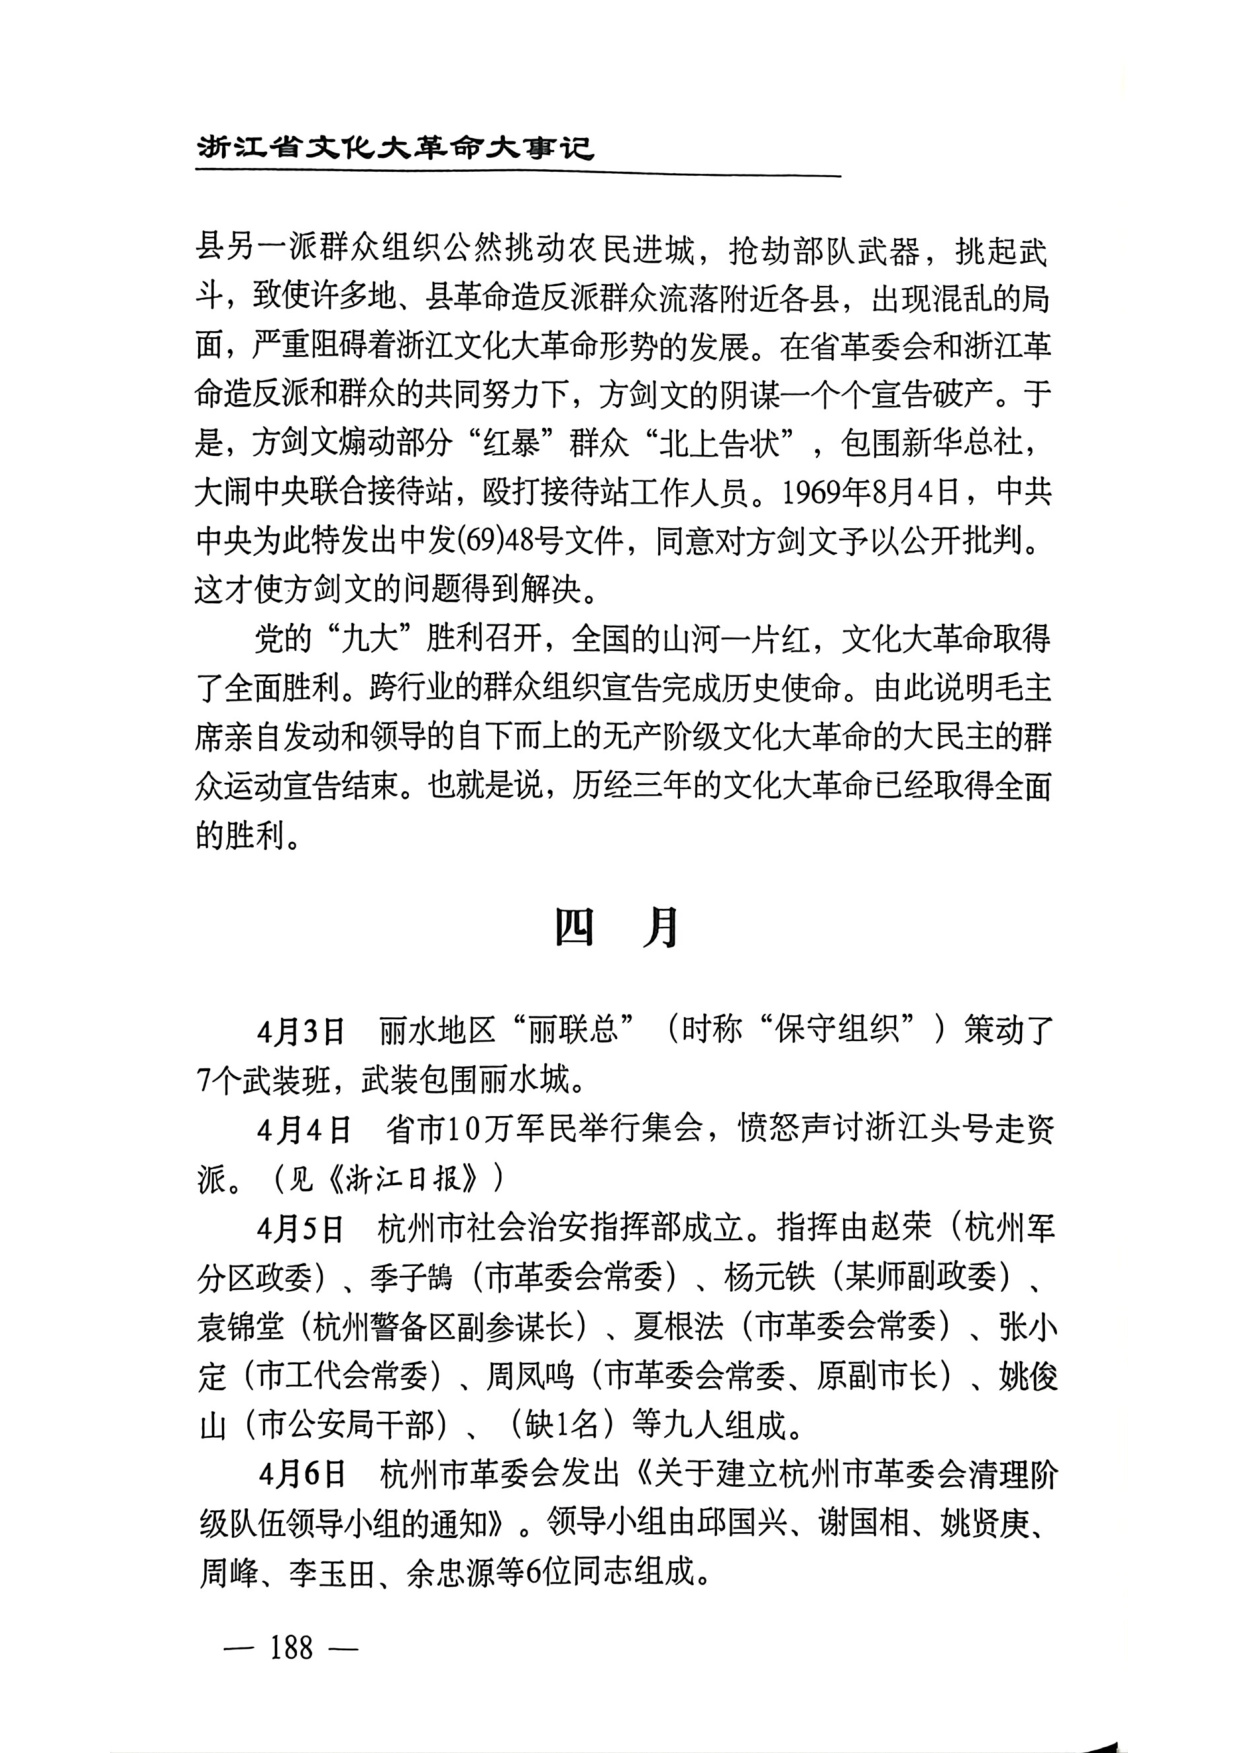 浙江省文化大革命大事记
县另一派群众组织公然挑动农民进城，抢劫部队武器，挑起武
斗，致使许多地、县革命造反派群众流落附近各县，出现混乱的局
面，严重阻碍着浙江文化大革命形势的发展。在省革委会和浙江革
命造反派和群众的共同努力下，方剑文的阴谋一个个宣告破产。于
是，方剑文煽动部分“红暴”群众“北上告状”，包围新华总社，
大闹中央联合接待站，殴打接待站工作人员。1969年8月4日，中共
中央为此特发出中发(69)48号文件，同意对方剑文予以公开批判。
这才使方剑文的问题得到解决。
党的“九大”胜利召开，全国的山河一片红，文化大革命取得
了全面胜利。跨行业的群众组织宣告完成历史使命。由此说明毛主
席亲自发动和领导的自下而上的无产阶级文化大革命的大民主的群
众运动宣告结束。也就是说，历经三年的文化大革命已经取得全面
的胜利。
四 月
4月3日 丽水地区“丽联总”（时称“保守组织”）策动了
7个武装班，武装包围丽水城。
4月4日 省市10万军民举行集会，愤怒声讨浙江头号走资
派。（见《浙江日报》）
4月5日 杭州市社会治安指挥部成立。指挥由赵荣（杭州军
分区政委）、季子鹄（市革委会常委）、杨元铁（某师副政委）、
袁锦堂（杭州警备区副参谋长）、夏根法（市革委会常委）、张小
定（市工代会常委）、周凤鸣（市革委会常委、原副市长）、姚俊
山（市公安局干部）、（缺1名）等九人组成。
4月6日 杭州市革委会发出《关于建立杭州市革委会清理阶
级队伍领导小组的通知》。领导小组由邱国兴、谢国相、姚贤庚、
周峰、李玉田、余忠源等6位同志组成。
— 188 —